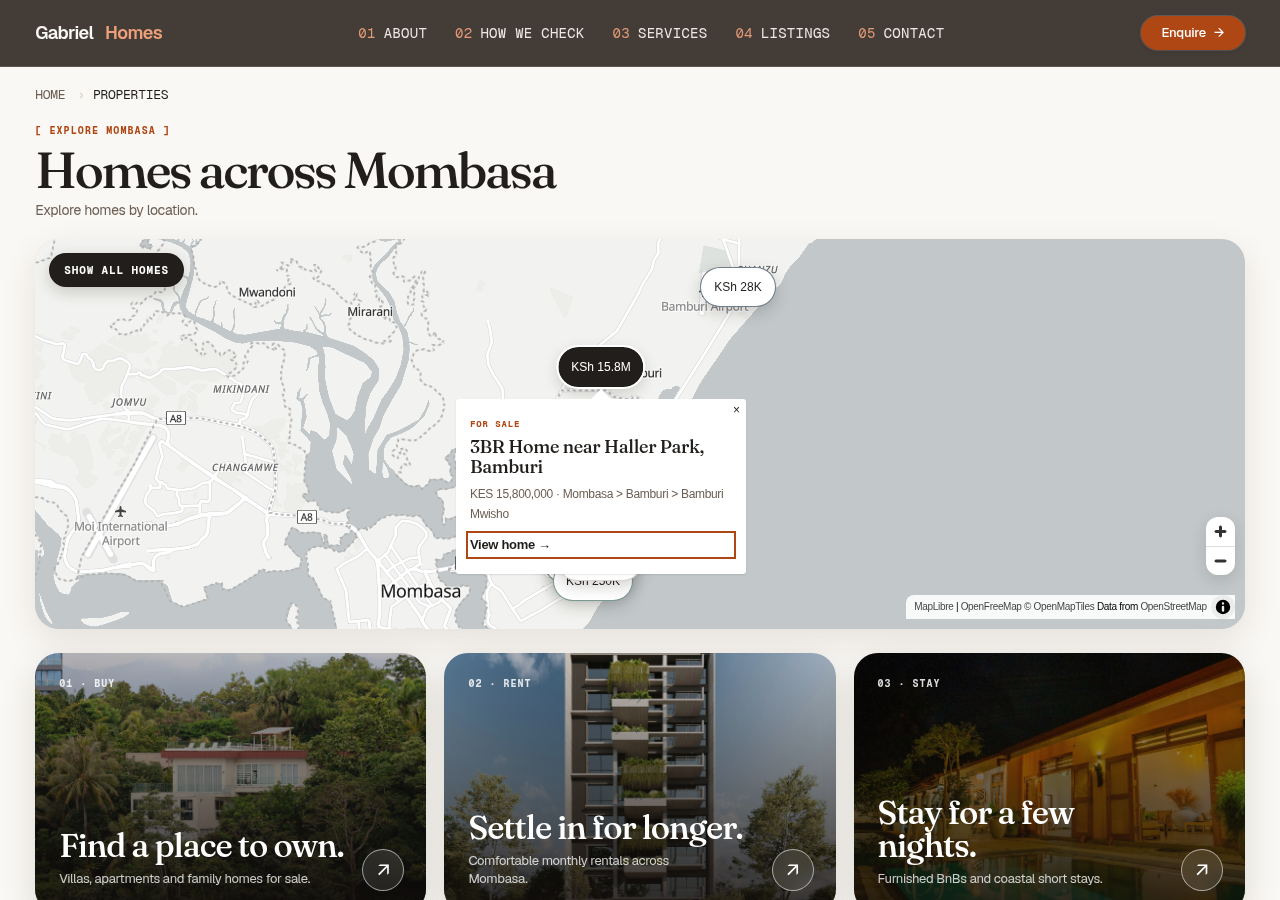 Gabriel Homes
01 ABOUT
02 HOW WE CHECK
03 SERVICES
04 LISTINGS
05 CONTACT
Enquire →
HOME › PROPERTIES
[ EXPLORE MOMBASA ]
Homes across Mombasa
Explore homes by location.
SHOW ALL HOMES
Mwandoni
Mirarani
KSh 28K
Bamburi Airport
KSh 15.8M
MIKINDANI
JOMVU
A8
CHANGAMWE
A8
Moi International
Airport
Mombasa
×
FOR SALE
3BR Home near Haller Park,
Bamburi
KES 15,800,000 · Mombasa > Bamburi > Bamburi
Mwisho
View home →
KSh 250K
MapLibre | OpenFreeMap © OpenMapTiles Data from OpenStreetMap
01 · BUY
Find a place to own.
Villas, apartments and family homes for sale.
02 · RENT
Settle in for longer.
Comfortable monthly rentals across
Mombasa.
03 · STAY
Stay for a few
nights.
Furnished BnBs and coastal short stays.